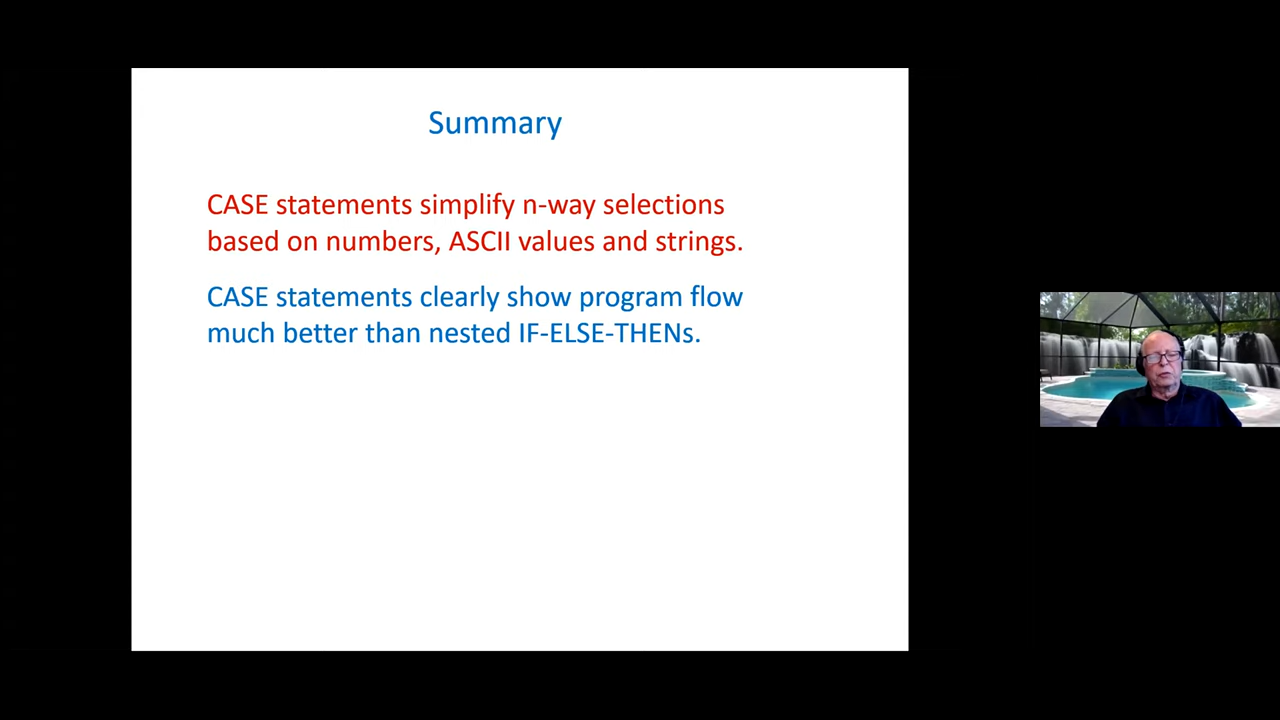 Summary
CASE statements simplify n-way selections
based on numbers, ASCII values and strings.
CASE statements clearly show program flow
much better than nested IF-ELSE-THENs.